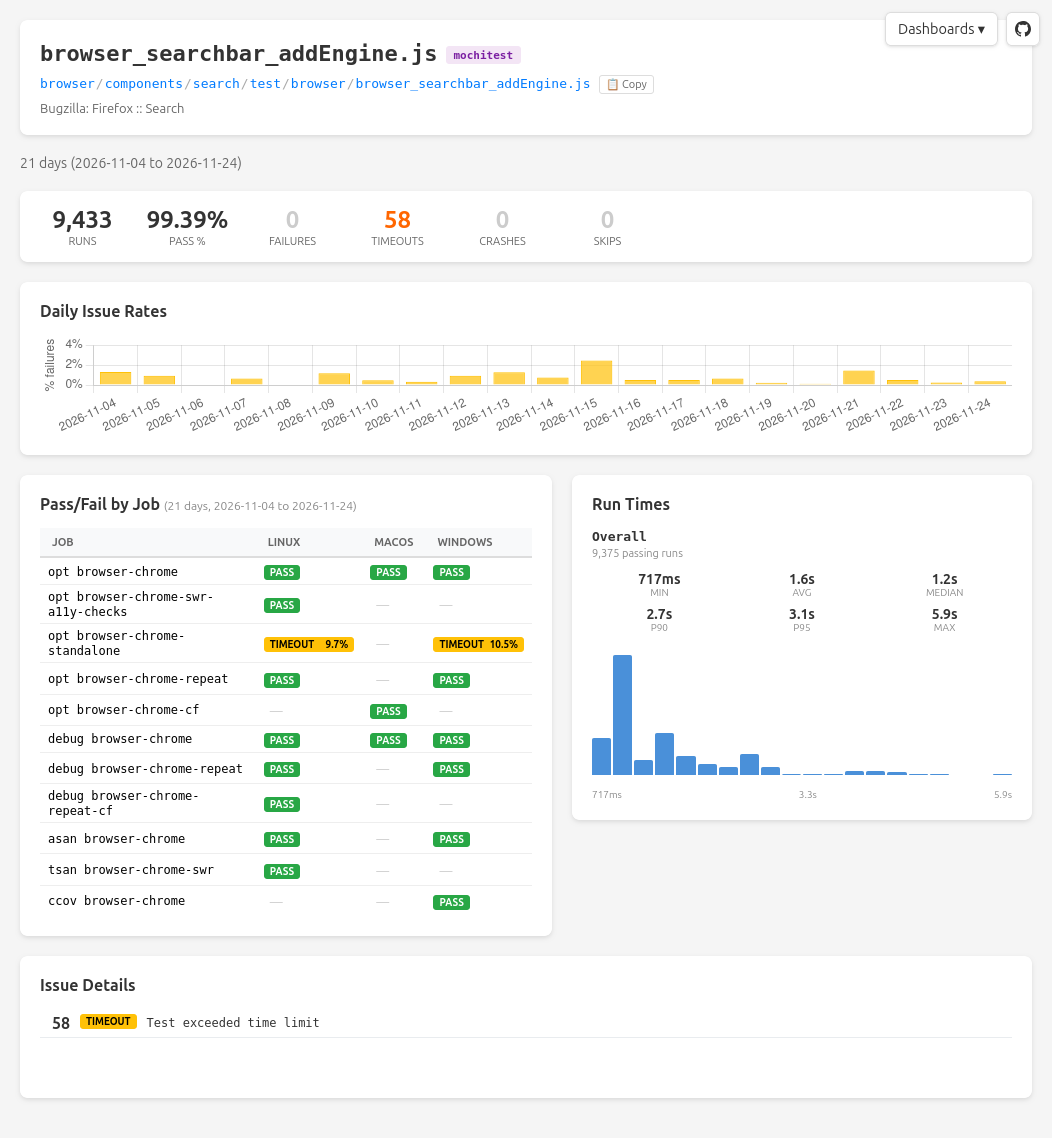 Dashboards ▾
browser_searchbar_addEngine.js mochitest
browser/components/search/test/browser/browser_searchbar_addEngine.js 📋 Copy
Bugzilla: Firefox :: Search
21 days (2026-11-04 to 2026-11-24)
9,433 99.39% 0 58 0 0
RUNS PASS % FAILURES TIMEOUTS CRASHES SKIPS
Daily Issue Rates
% failures
4%
2%
0%
2026-11-04 2026-11-05 2026-11-06 2026-11-07 2026-11-08 2026-11-09 2026-11-10 2026-11-11 2026-11-12 2026-11-13 2026-11-14 2026-11-15 2026-11-16 2026-11-17 2026-11-18 2026-11-19 2026-11-20 2026-11-21 2026-11-22 2026-11-23 2026-11-24
Pass/Fail by Job (21 days, 2026-11-04 to 2026-11-24)
JOB LINUX MACOS WINDOWS
opt browser-chrome PASS PASS PASS
opt browser-chrome-swr-
a11y-checks PASS — —
opt browser-chrome-
standalone TIMEOUT 9.7% — TIMEOUT 10.5%
opt browser-chrome-repeat PASS — PASS
opt browser-chrome-cf — PASS —
debug browser-chrome PASS PASS PASS
debug browser-chrome-repeat PASS — PASS
debug browser-chrome-
repeat-cf PASS — —
asan browser-chrome PASS — PASS
tsan browser-chrome-swr PASS — —
ccov browser-chrome — — PASS
Run Times
Overall
9,375 passing runs
717ms 1.6s 1.2s
MIN AVG MEDIAN
2.7s 3.1s 5.9s
P90 P95 MAX
717ms 3.3s 5.9s
Issue Details
58 TIMEOUT Test exceeded time limit